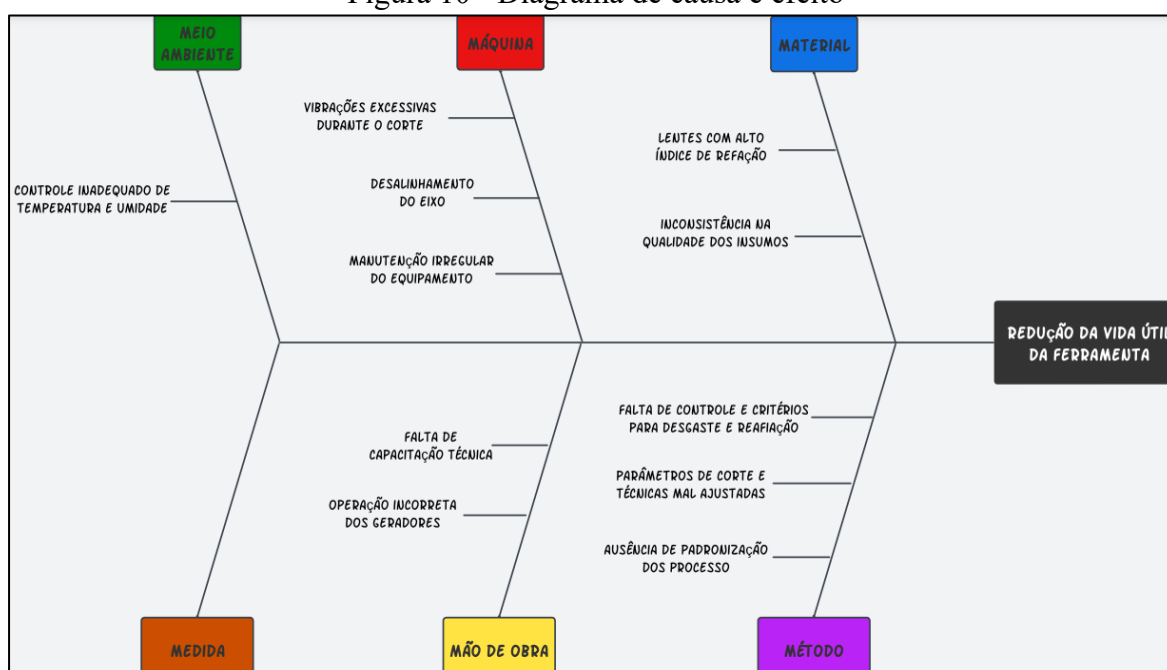 Figura 10 - Diagrama de causa e efeito
MEIO
AMBIENTE
MÁQUINA
MATERIAL
VIBRAÇÕES EXCESSIVAS
DURANTE O CORTE
LENTES COM ALTO
ÍNDICE DE REFAÇÃO
CONTROLE INADEQUADO DE
TEMPERATURA E UMIDADE
DESALINHAMENTO
DO EIXO
INCONSISTÊNCIA NA
QUALIDADE DOS INSUMOS
MANUTENÇÃO IRREGULAR
DO EQUIPAMENTO
REDUÇÃO DA VIDA ÚTIL
DA FERRAMENTA
FALTA DE CONTROLE E CRITÉRIOS
PARA DESGASTE E REAFIAÇÃO
FALTA DE
CAPACITAÇÃO TÉCNICA
PARÂMETROS DE CORTE E
TÉCNICAS MAL AJUSTADAS
OPERAÇÃO INCORRETA
DOS GERADORES
AUSÊNCIA DE PADRONIZAÇÃO
DOS PROCESSO
MEDIDA
MÃO DE OBRA
MÉTODO